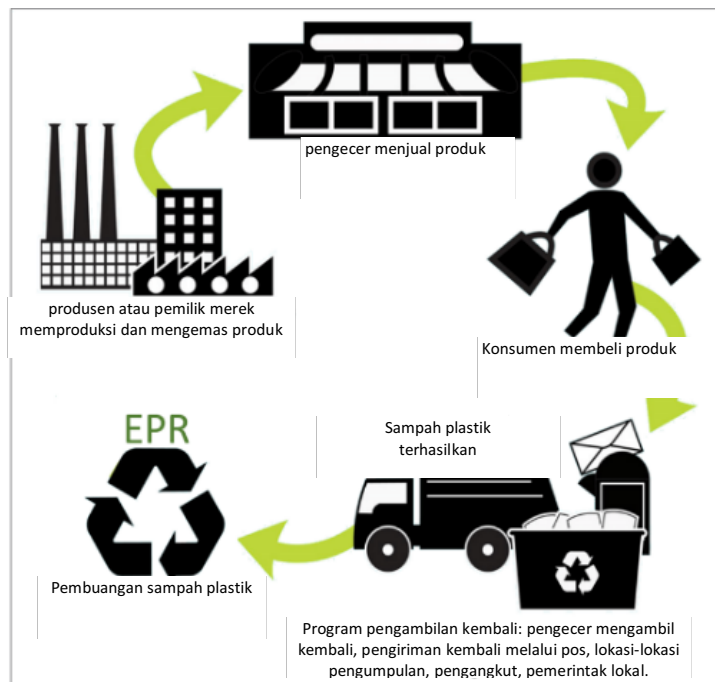 pengecer menjual produk
produsen atau pemilik merek
memproduksi dan mengemas produk
Konsumen membeli produk
EPR
Sampah plastik
terhasilkan
Pembuangan sampah plastik
Program pengambilan kembali: pengecer mengambil
kembali, pengiriman kembali melalui pos, lokasi-lokasi
pengumpulan, pengangkut, pemerintak lokal.